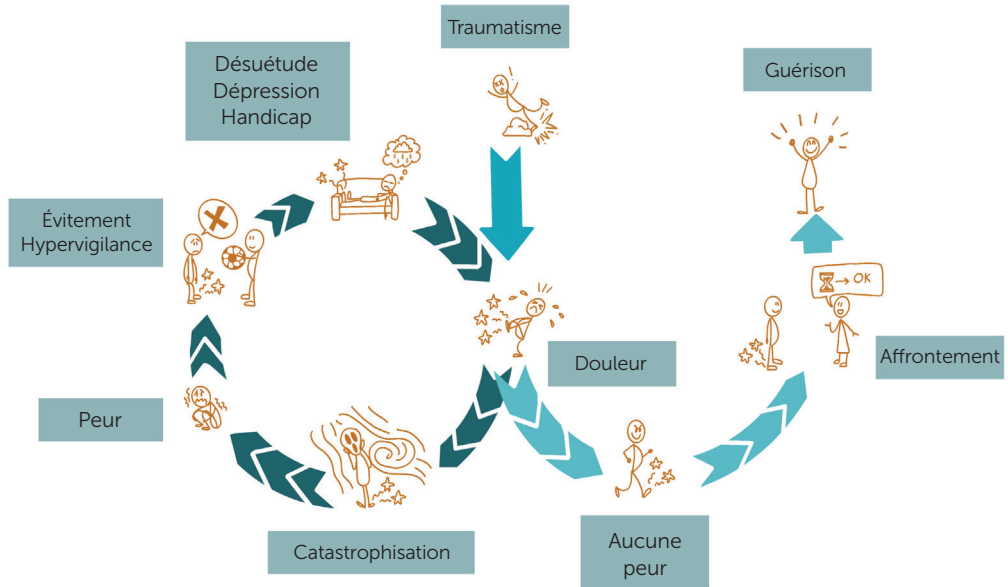 Traumatisme
Désuétude
Dépression
Handicap
Guérison
Évitement
Hypervigilance
→ OK
Douleur
Affrontement
Peur
Catastrophisation
Aucune
peur